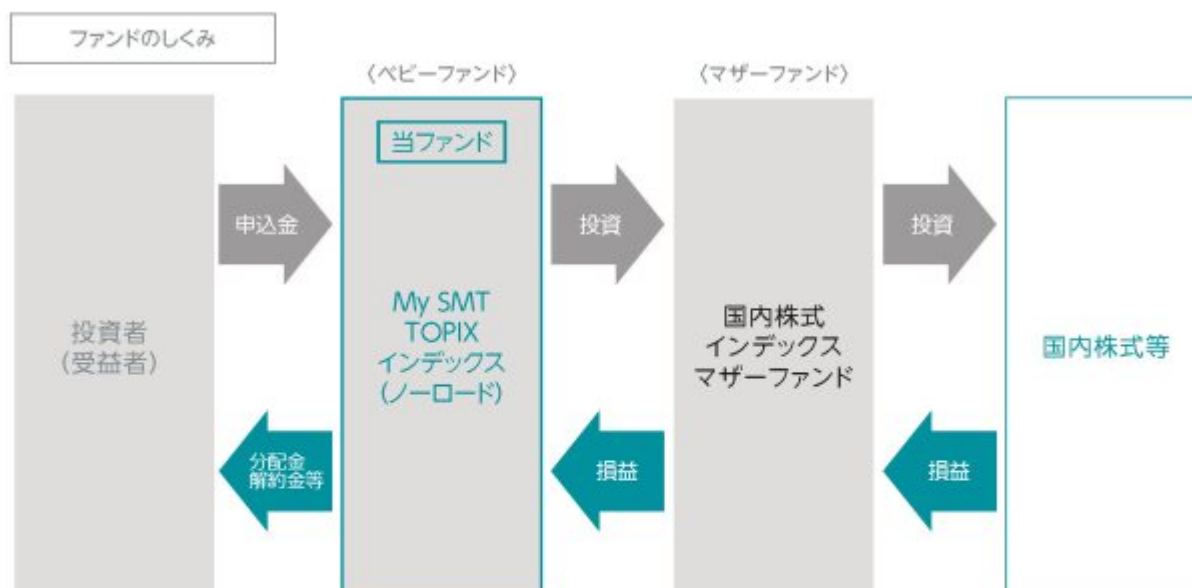 ファンドのしくみ
〈ベビーファンド〉
〈マザーファンド〉
当ファンド
申込金
投資
投資
投資者
(受益者)
My SMT
TOPIX
インデックス
(ノーロード)
国内株式
インデックス
マザーファンド
国内株式等
分配金
解約金等
損益
損益